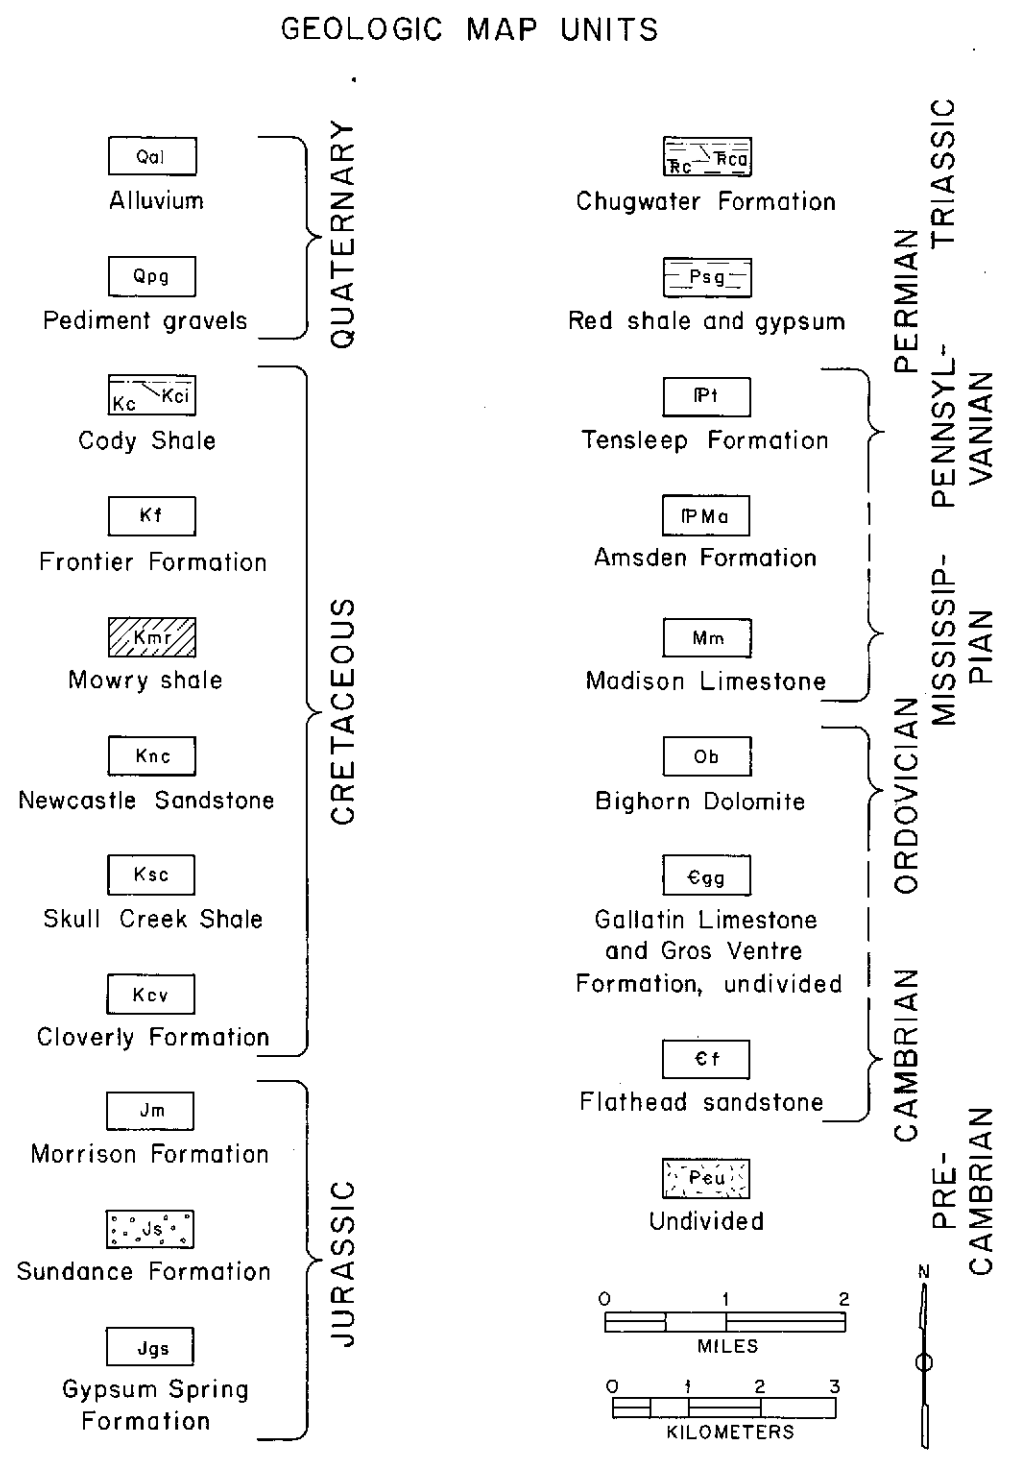 GEOLOGIC MAP UNITS
Qal
Alluvium
Qpg
Pediment gravels
QUATERNARY
Kc Kci
Cody Shale
Kf
Frontier Formation
Kmr
Mowry shale
Knc
Newcastle Sandstone
Ksc
Skull Creek Shale
Kcv
Cloverly Formation
CRETACEOUS
Jm
Morrison Formation
Js
Sundance Formation
Jgs
Gypsum Spring
Formation
JURASSIC
Ꞃc Ꞃca
Chugwater Formation
TRIASSIC
Psg
Red shale and gypsum
PERMIAN
ℙt
Tensleep Formation
PENNSYL-
VANIAN
ℙMa
Amsden Formation
Mm
Madison Limestone
MISSISSIP-
PIAN
Ob
Bighorn Dolomite
ORDOVICIAN
Єgg
Gallatin Limestone
and Gros Ventre
Formation, undivided
Єf
Flathead sandstone
CAMBRIAN
PЄu
Undivided
PRE-
CAMBRIAN
N
0 1 2
MILES
0 1 2 3
KILOMETERS